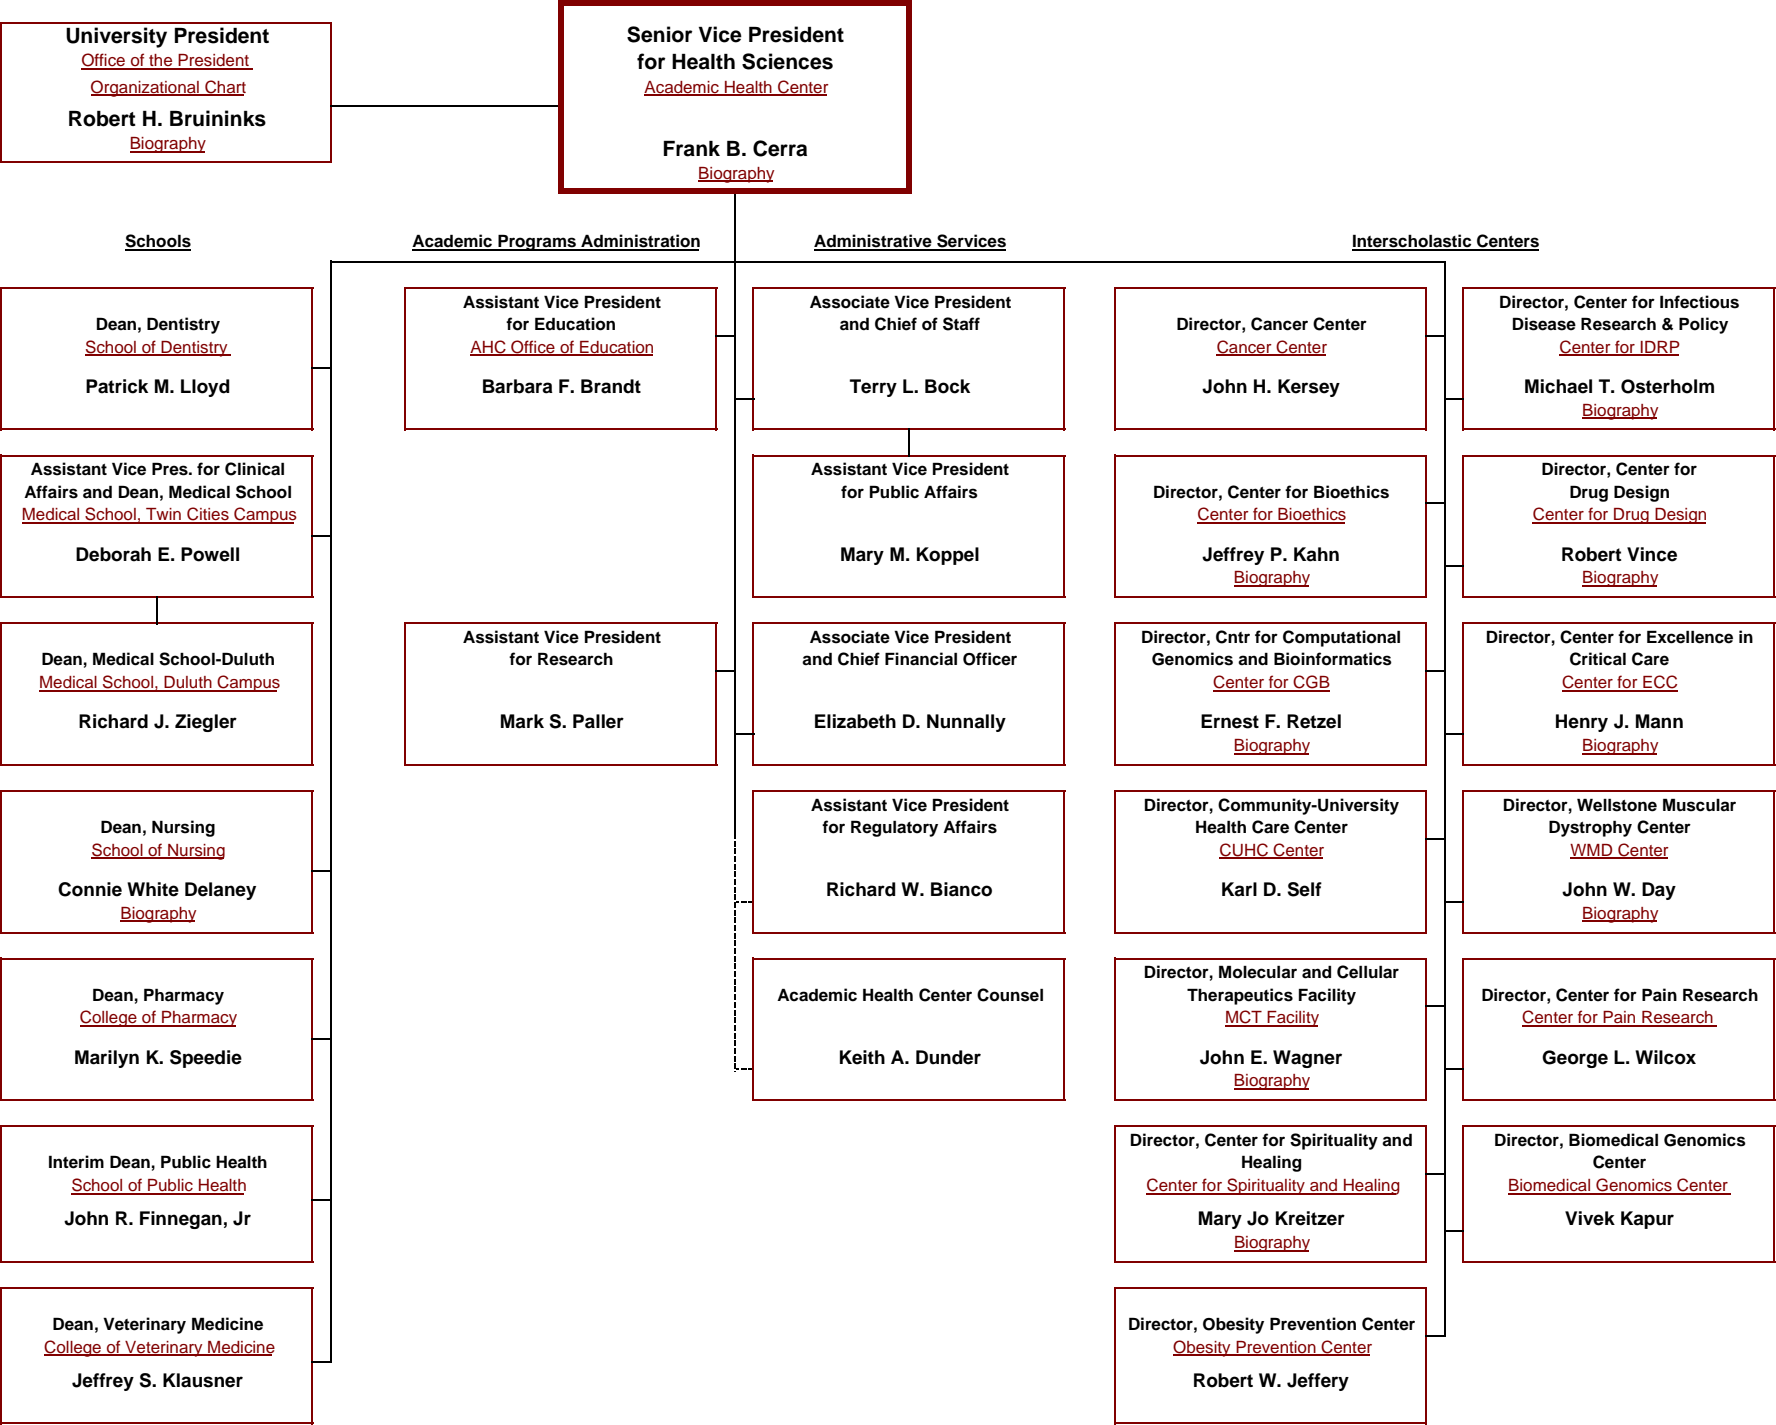 University President
Office of the President
Organizational Chart
Robert H. Bruininks
Biography
Senior Vice President
for Health Sciences
Academic Health Center
Frank B. Cerra
Biography
Schools
Academic Programs Administration
Administrative Services
Interscholastic Centers
Dean, Dentistry
School of Dentistry
Patrick M. Lloyd
Assistant Vice Pres. for Clinical
Affairs and Dean, Medical School
Medical School, Twin Cities Campus
Deborah E. Powell
Dean, Medical School-Duluth
Medical School, Duluth Campus
Richard J. Ziegler
Dean, Nursing
School of Nursing
Connie White Delaney
Biography
Dean, Pharmacy
College of Pharmacy
Marilyn K. Speedie
Interim Dean, Public Health
School of Public Health
John R. Finnegan, Jr
Dean, Veterinary Medicine
College of Veterinary Medicine
Jeffrey S. Klausner
Assistant Vice President
for Education
AHC Office of Education
Barbara F. Brandt
Assistant Vice President
for Research
Mark S. Paller
Associate Vice President
and Chief of Staff
Terry L. Bock
Assistant Vice President
for Public Affairs
Mary M. Koppel
Associate Vice President
and Chief Financial Officer
Elizabeth D. Nunnally
Assistant Vice President
for Regulatory Affairs
Richard W. Bianco
Academic Health Center Counsel
Keith A. Dunder
Director, Cancer Center
Cancer Center
John H. Kersey
Director, Center for Bioethics
Center for Bioethics
Jeffrey P. Kahn
Biography
Director, Cntr for Computational
Genomics and Bioinformatics
Center for CGB
Ernest F. Retzel
Biography
Director, Community-University
Health Care Center
CUHC Center
Karl D. Self
Director, Molecular and Cellular
Therapeutics Facility
MCT Facility
John E. Wagner
Biography
Director, Center for Spirituality and
Healing
Center for Spirituality and Healing
Mary Jo Kreitzer
Biography
Director, Obesity Prevention Center
Obesity Prevention Center
Robert W. Jeffery
Director, Center for Infectious
Disease Research & Policy
Center for IDRP
Michael T. Osterholm
Biography
Director, Center for
Drug Design
Center for Drug Design
Robert Vince
Biography
Director, Center for Excellence in
Critical Care
Center for ECC
Henry J. Mann
Biography
Director, Wellstone Muscular
Dystrophy Center
WMD Center
John W. Day
Biography
Director, Center for Pain Research
Center for Pain Research
George L. Wilcox
Director, Biomedical Genomics
Center
Biomedical Genomics Center
Vivek Kapur